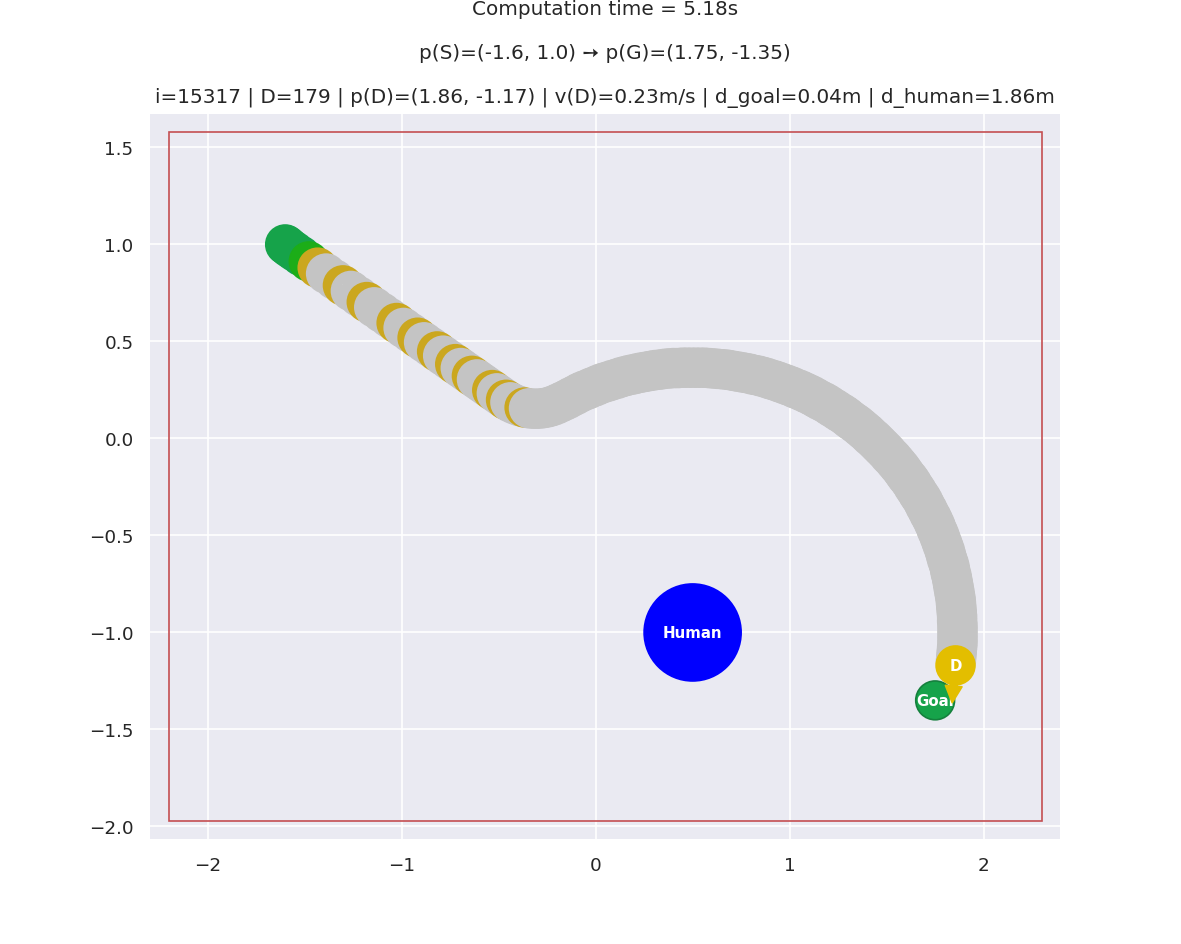 Computation time = 5.18s
p(S)=(-1.6, 1.0) → p(G)=(1.75, -1.35)
i=15317 | D=179 | p(D)=(1.86, -1.17) | v(D)=0.23m/s | d_goal=0.04m | d_human=1.86m
1.5
1.0
0.5
0.0
−0.5
−1.0
−1.5
−2.0
Human
D
Goal
−2
−1
0
1
2